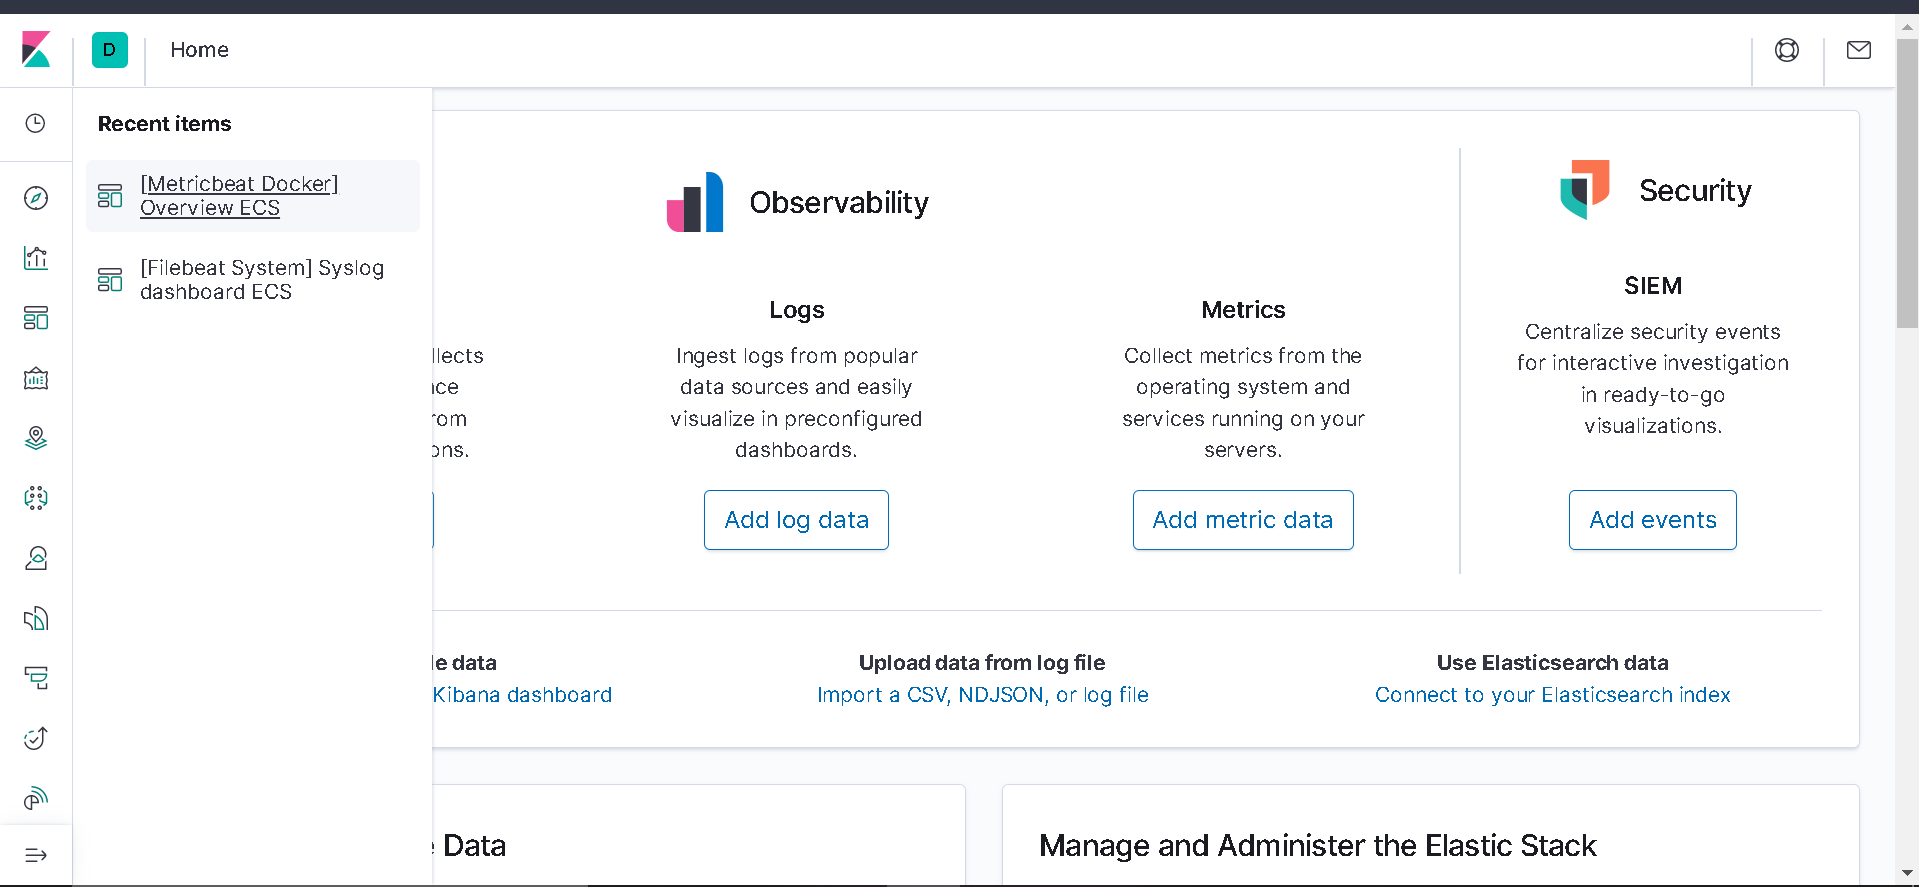 D
Home
Recent items
[Metricbeat Docker]
Overview ECS
[Filebeat System] Syslog
dashboard ECS
Observability
Security
llects
nce
rom
ons.
Logs
Ingest logs from popular
data sources and easily
visualize in preconfigured
dashboards.
Add log data
Metrics
Collect metrics from the
operating system and
services running on your
servers.
Add metric data
SIEM
Centralize security events
for interactive investigation
in ready-to-go
visualizations.
Add events
le data
Kibana dashboard
Upload data from log file
Import a CSV, NDJSON, or log file
Use Elasticsearch data
Connect to your Elasticsearch index
Data
Manage and Administer the Elastic Stack